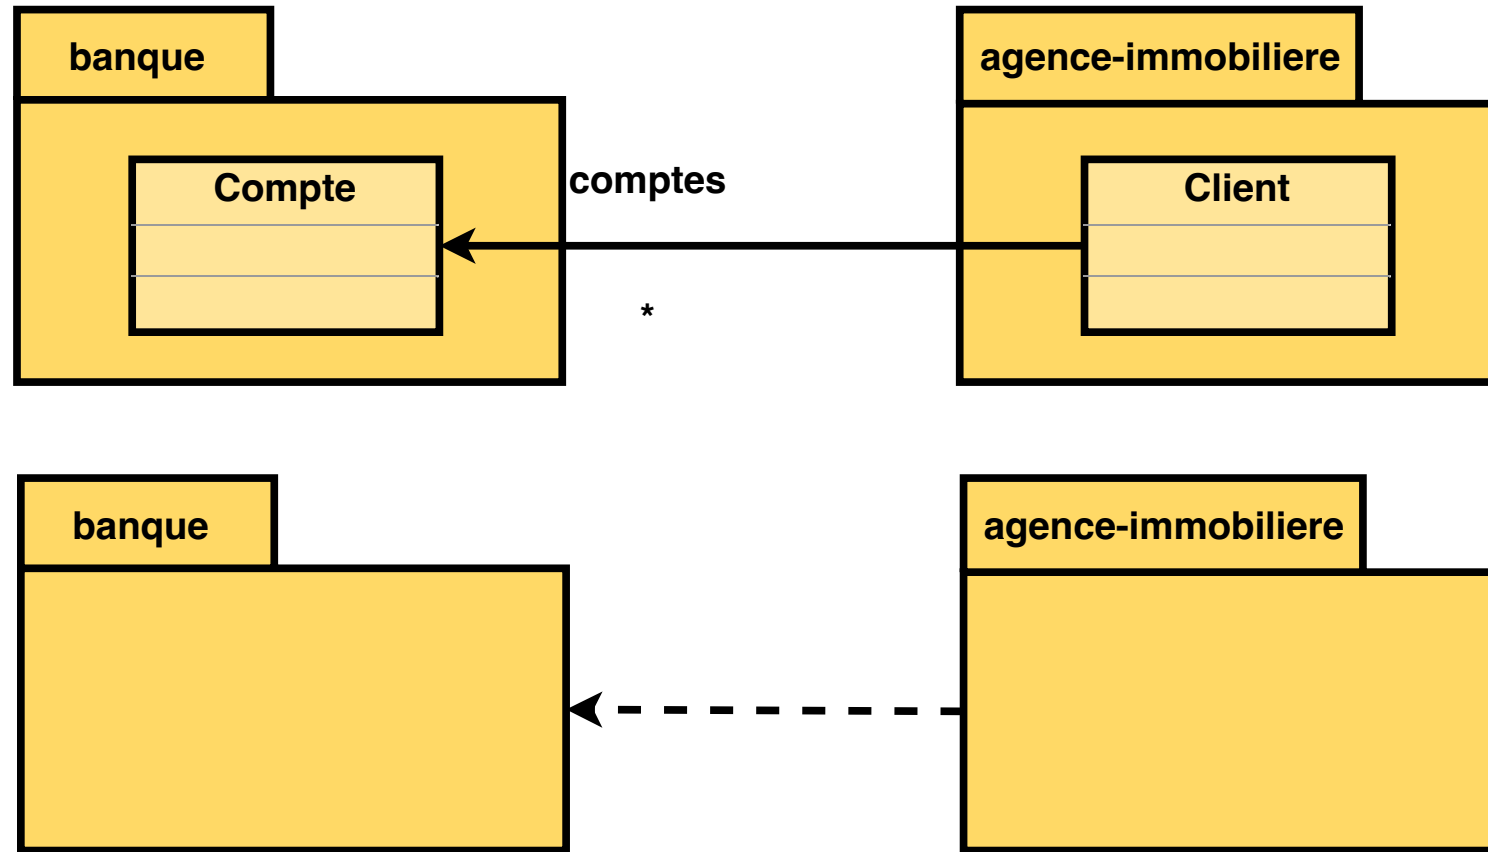 banque
agence-immobiliere
Compte
comptes
Client
*
banque
agence-immobiliere